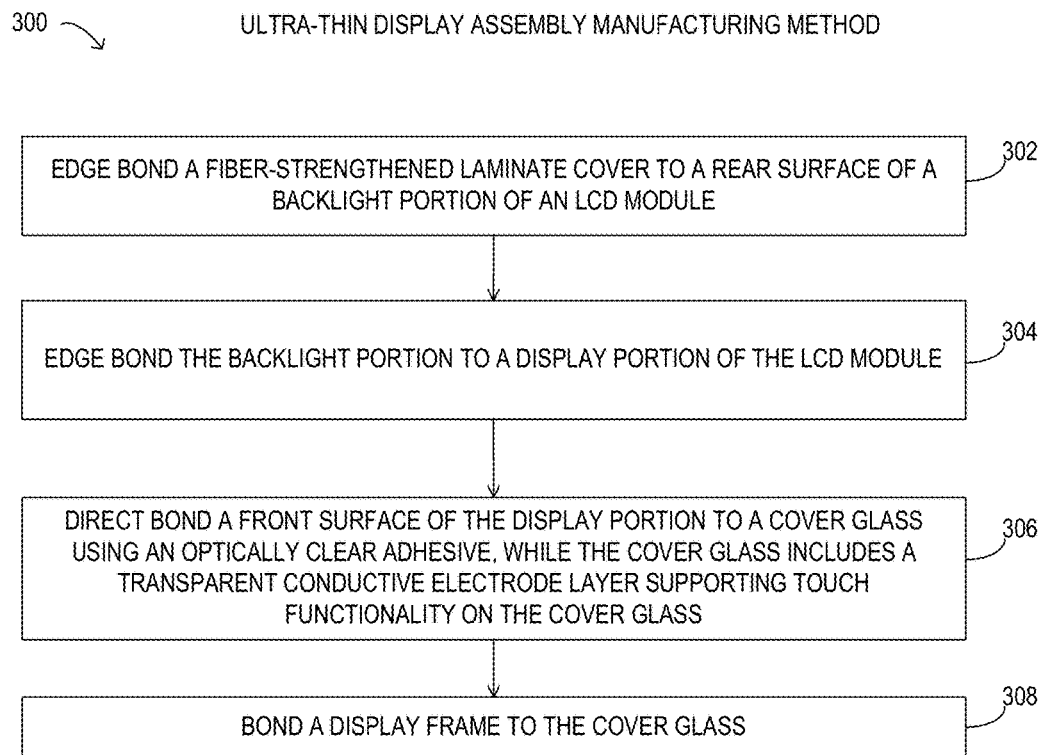 300
ULTRA-THIN DISPLAY ASSEMBLY MANUFACTURING METHOD
EDGE BOND A FIBER-STRENGTHENED LAMINATE COVER TO A REAR SURFACE OF A
BACKLIGHT PORTION OF AN LCD MODULE
302
EDGE BOND THE BACKLIGHT PORTION TO A DISPLAY PORTION OF THE LCD MODULE
304
DIRECT BOND A FRONT SURFACE OF THE DISPLAY PORTION TO A COVER GLASS
USING AN OPTICALLY CLEAR ADHESIVE, WHILE THE COVER GLASS INCLUDES A
TRANSPARENT CONDUCTIVE ELECTRODE LAYER SUPPORTING TOUCH
FUNCTIONALITY ON THE COVER GLASS
306
BOND A DISPLAY FRAME TO THE COVER GLASS
308